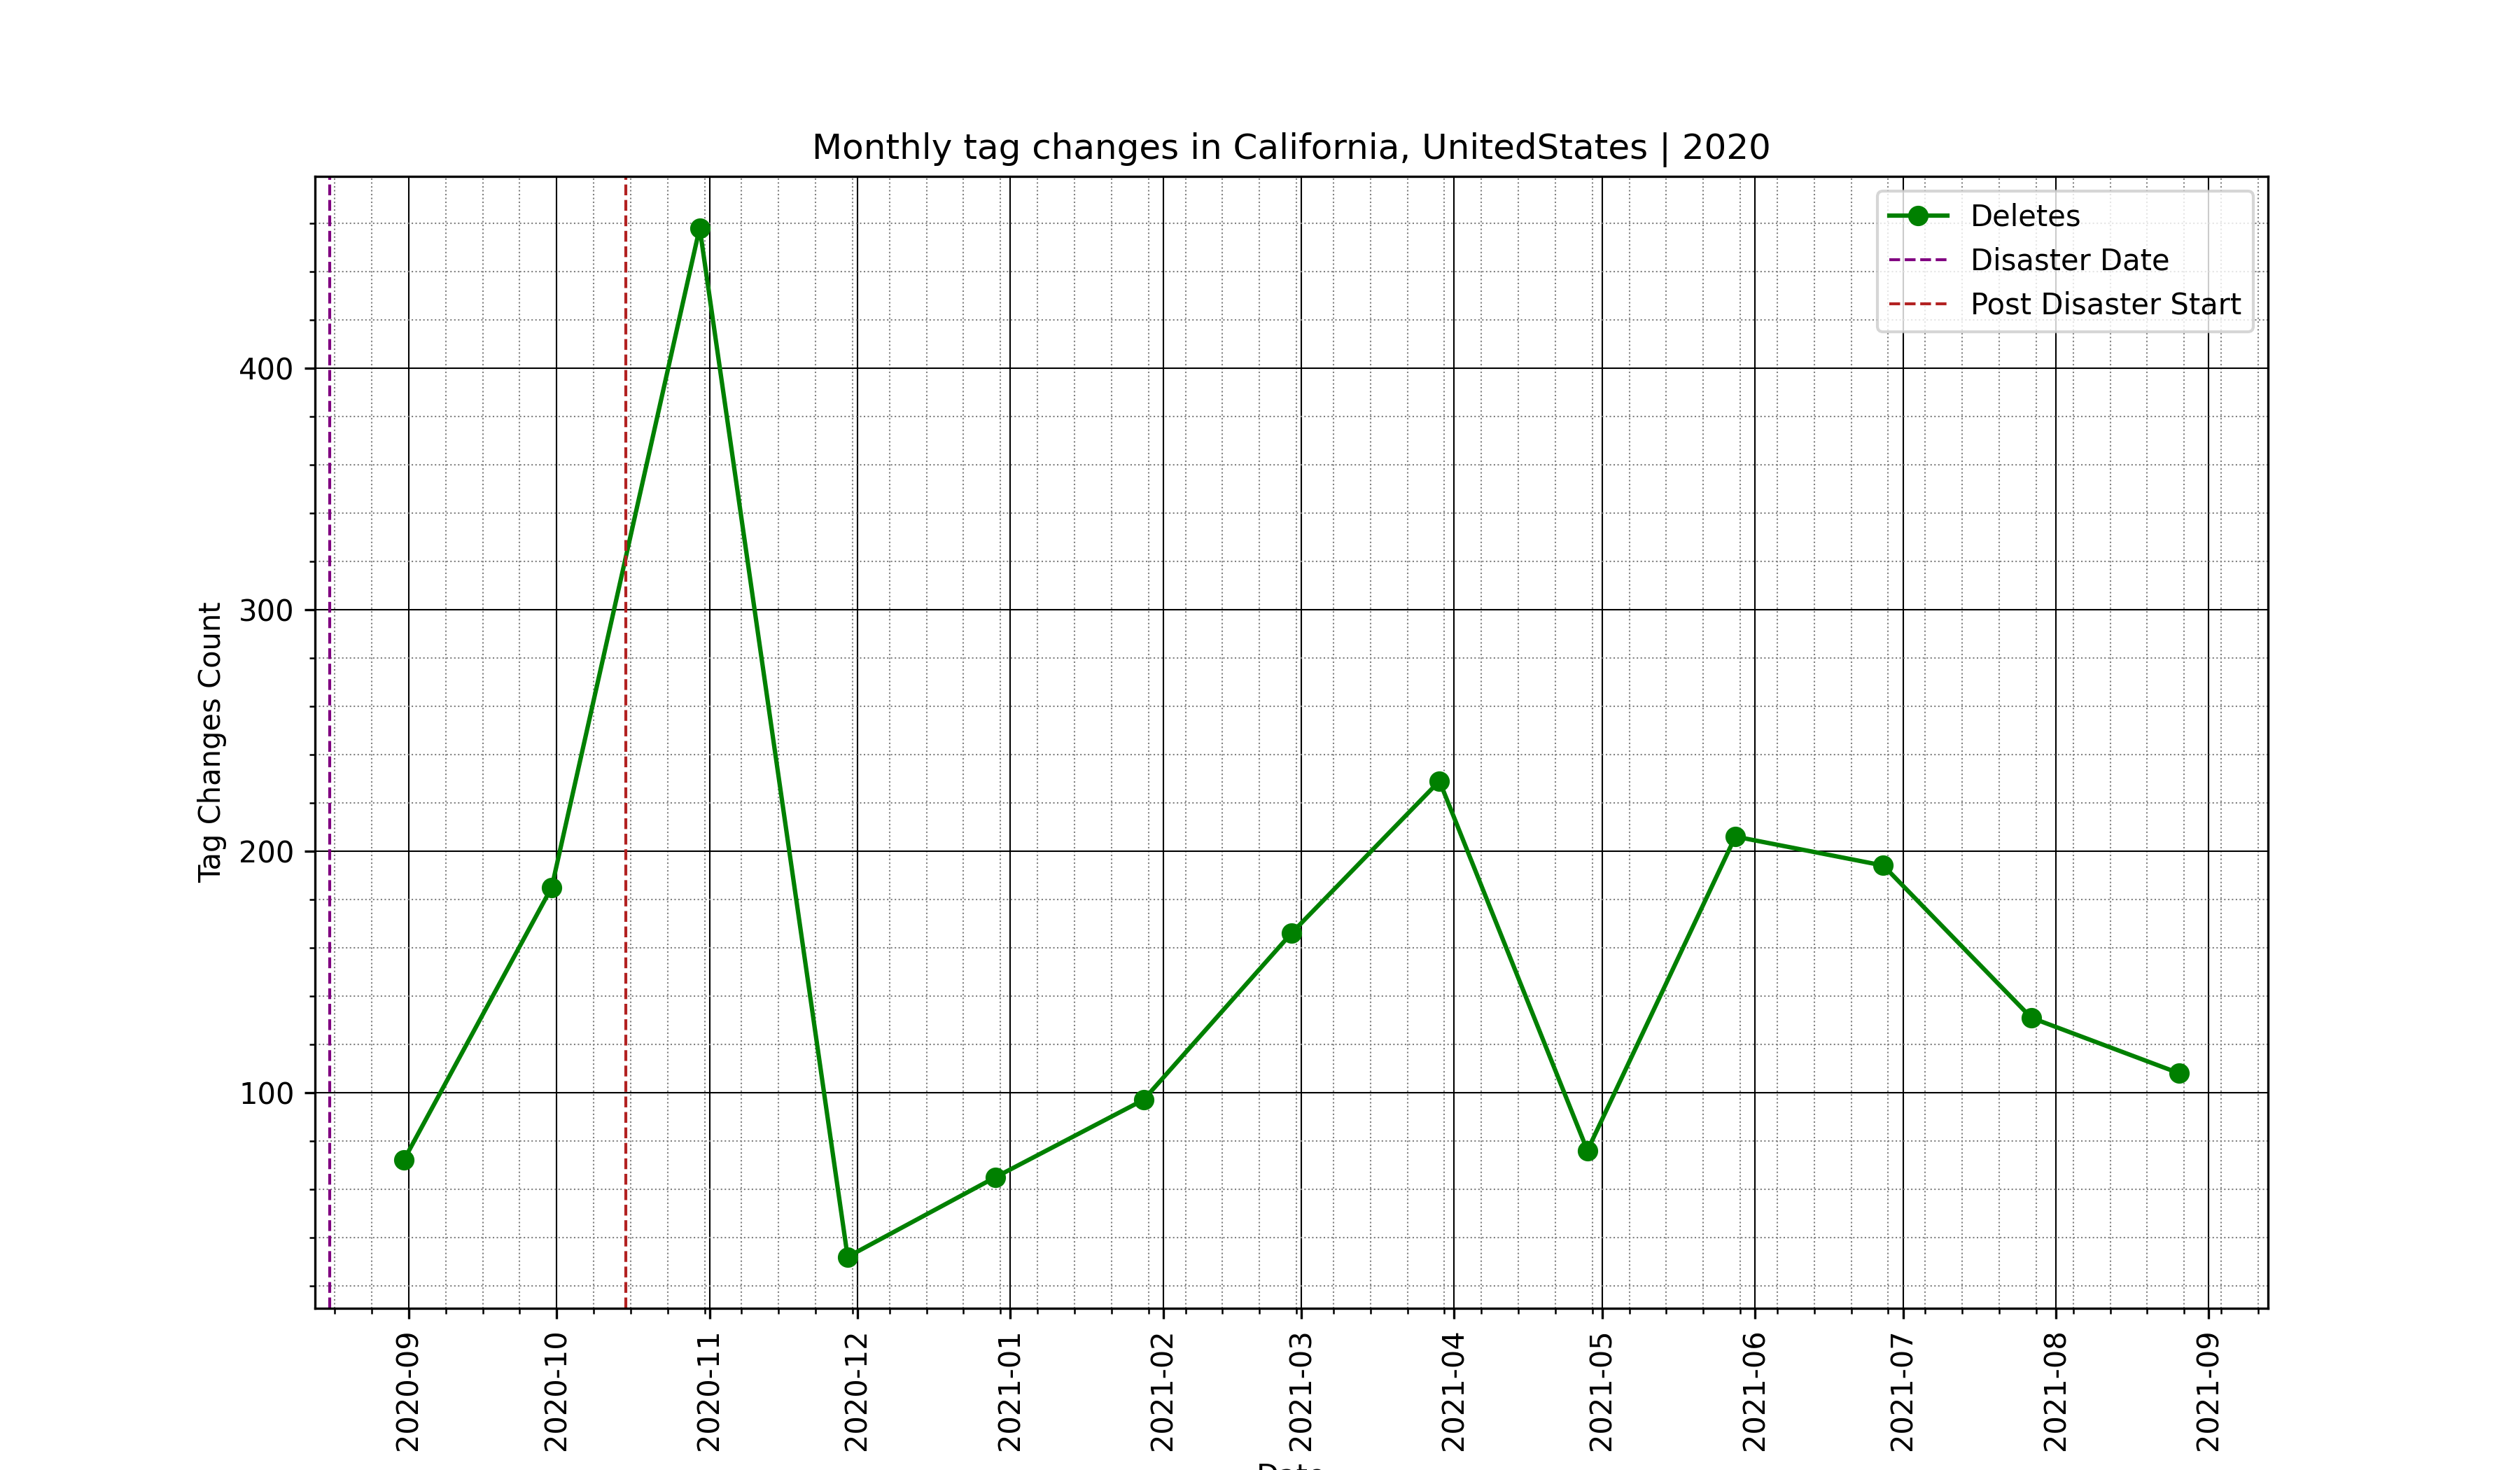 Monthly tag changes in California, UnitedStates | 2020
Deletes
Disaster Date
Post Disaster Start
Tag Changes Count
400
300
200
100
2020-09
2020-10
2020-11
2020-12
2021-01
2021-02
2021-03
2021-04
2021-05
2021-06
2021-07
2021-08
2021-09
Date